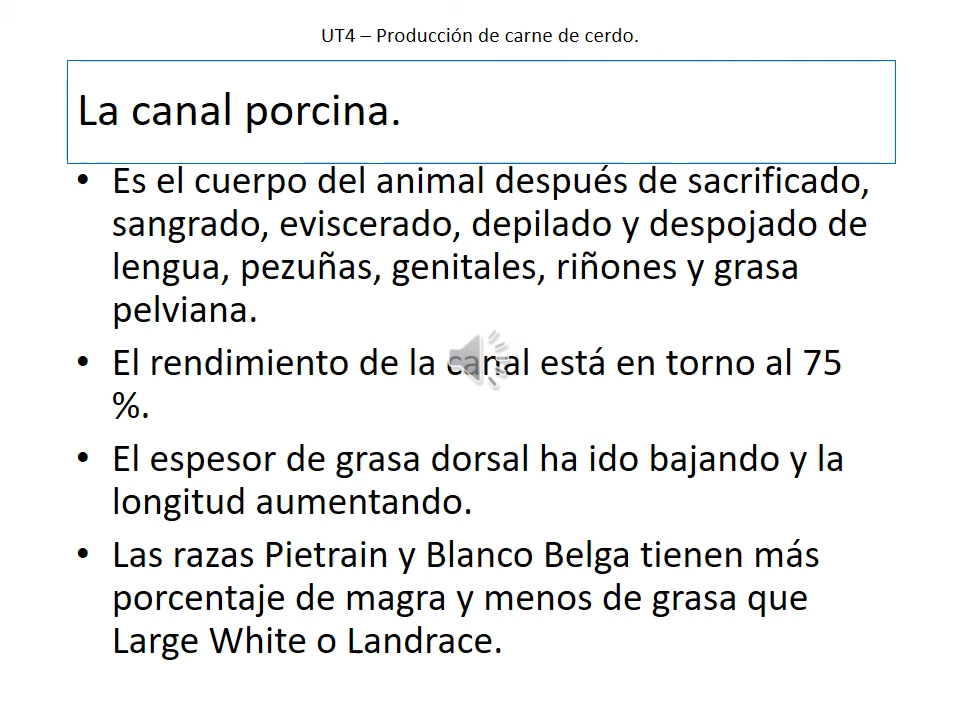 UT4 – Producción de carne de cerdo.
La canal porcina.
• Es el cuerpo del animal después de sacrificado,
sangrado, eviscerado, depilado y despojado de
lengua, pezuñas, genitales, riñones y grasa
pelviana.
• El rendimiento de la canal está en torno al 75
%.
• El espesor de grasa dorsal ha ido bajando y la
longitud aumentando.
• Las razas Pietrain y Blanco Belga tienen más
porcentaje de magra y menos de grasa que
Large White o Landrace.